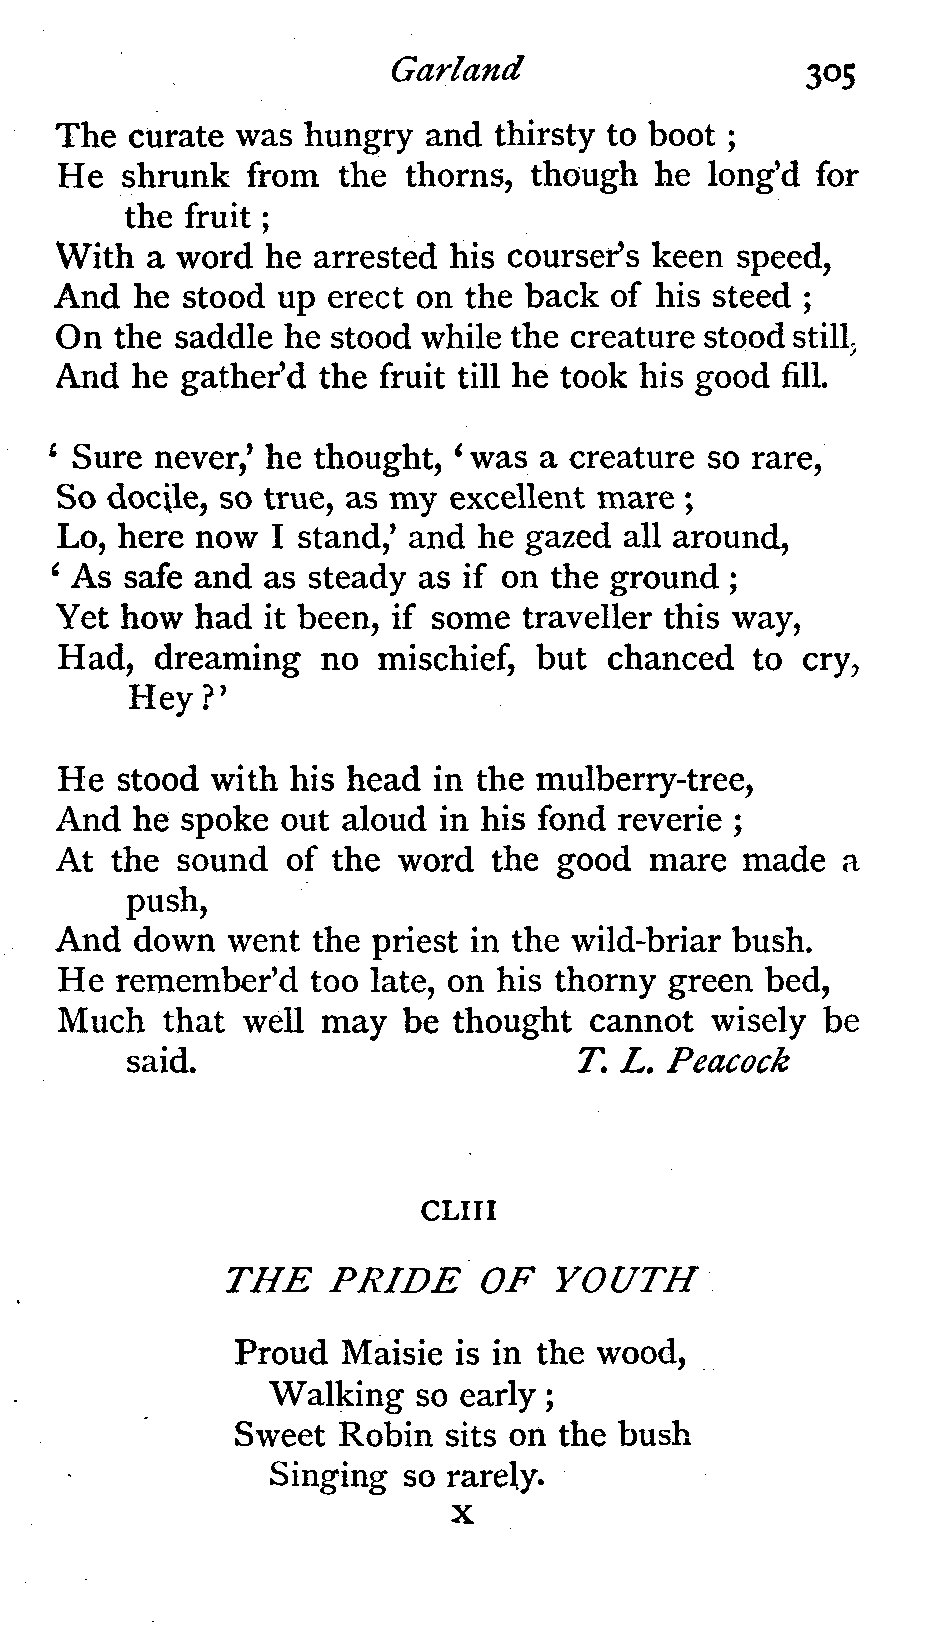 Garland 305
The curate was hungry and thirsty to boot ;
He shrunk from the thorns, though he long'd for
the fruit ;
With a word he arrested his courser's keen speed,
And he stood up erect on the back of his steed ;
On the saddle he stood while the creature stood still,
And he gather'd the fruit till he took his good fill.
‘ Sure never,’ he thought, ‘ was a creature so rare,
So docile, so true, as my excellent mare ;
Lo, here now I stand,’ and he gazed all around,
‘ As safe and as steady as if on the ground ;
Yet how had it been, if some traveller this way,
Had, dreaming no mischief, but chanced to cry,
Hey ?’
He stood with his head in the mulberry-tree,
And he spoke out aloud in his fond reverie ;
At the sound of the word the good mare made a
push,
And down went the priest in the wild-briar bush.
He remember'd too late, on his thorny green bed,
Much that well may be thought cannot wisely be
said. T. L. Peacock
CLIII
THE PRIDE OF YOUTH
Proud Maisie is in the wood,
Walking so early ;
Sweet Robin sits on the bush
Singing so rarely.
X